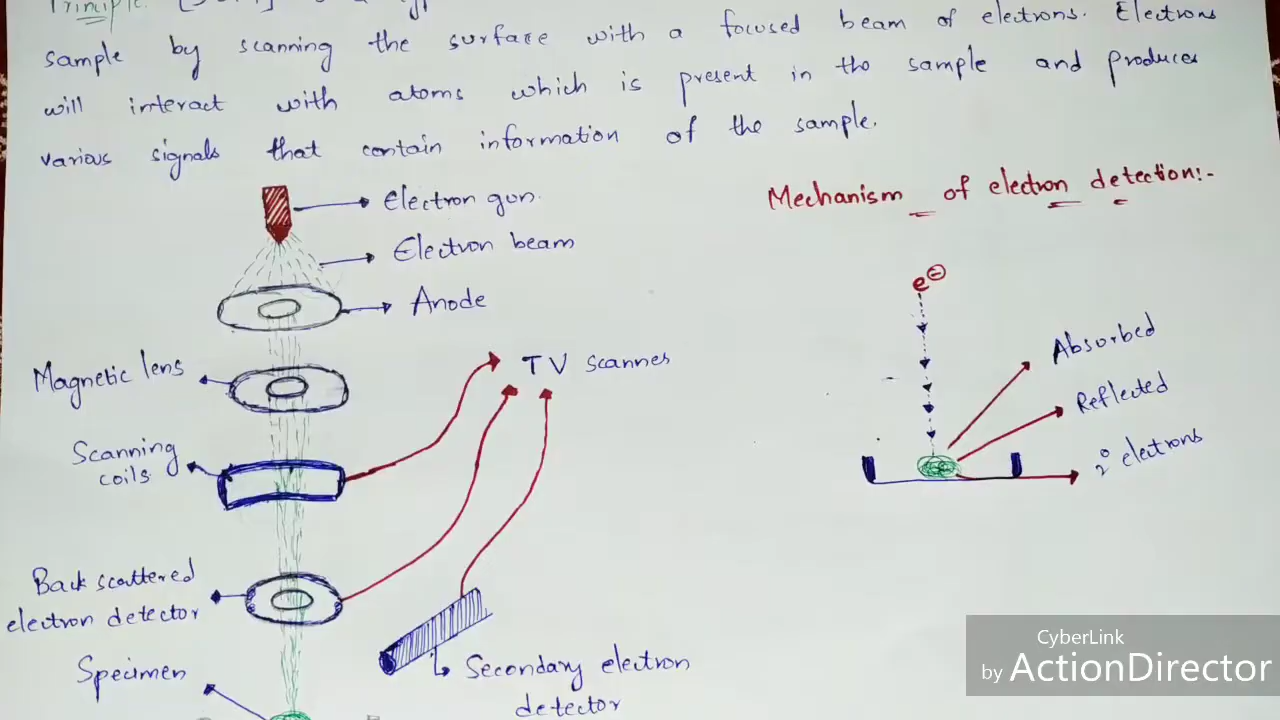 Principle
sample by scanning the surface with a focused beam of electrons. Electrons
will interact with atoms which is present in the sample and produces
various signals that contain information of the sample.
Electron gun.
Electron beam
Anode
Magnetic lens
TV scanner
Scanning
coils
Back scattered
electron detector
Secondary electron
detector
Specimen
Mechanism of electron detection:-
e⊖
Absorbed
Reflected
2° electrons
CyberLink
by ActionDirector